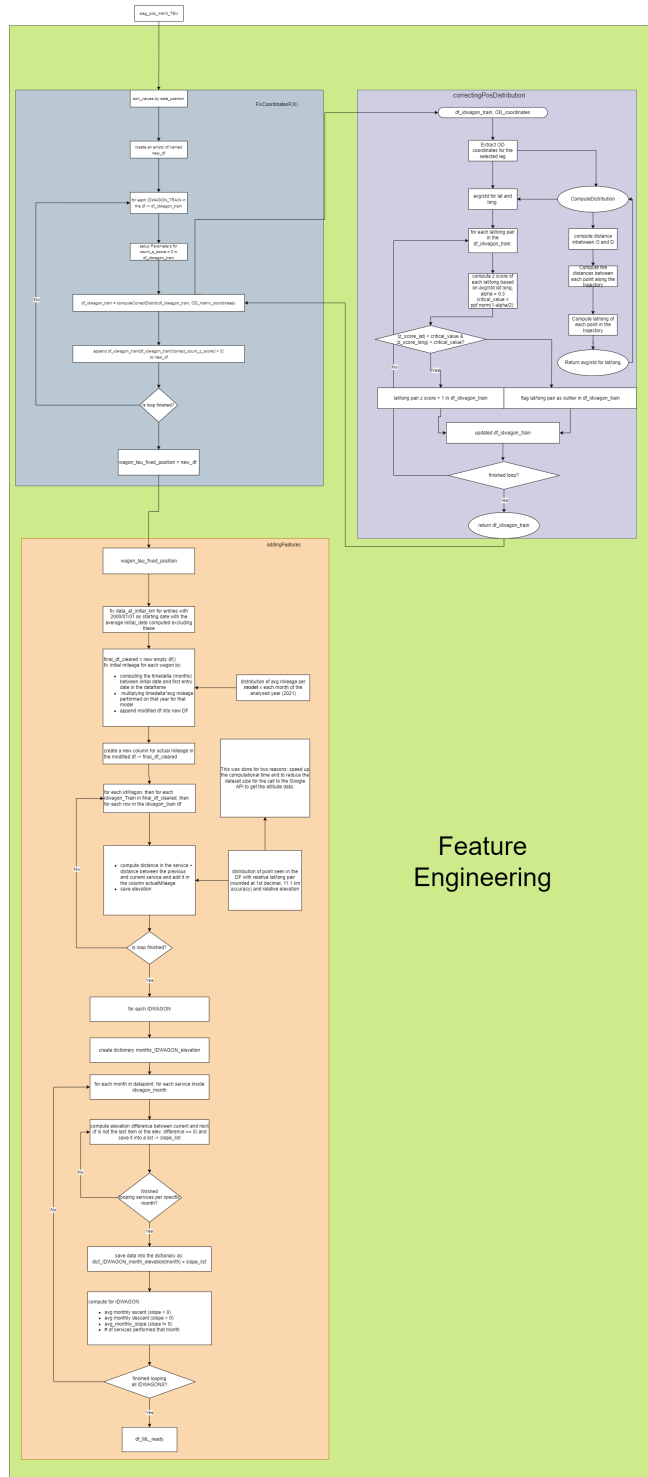 wag_pos_maint_TEU
FixCoordinatesF(X)
sort_values by date_position
create an empty df named
new_df
for each IDWAGON_TRAIN in
the df -> df_idwagon_train
setup Parameters for
count_z_score = 0 in
df_idwagon_train
No
df_idwagon_train = computeCorrectDistrib(df_idwagon_train, OD_matrix_coordinates)
append df_idwagon_train[df_idwagon_train[correct_count_z_score] > 0]
to new_df
is loop finished?
wagon_teu_fixed_position = new_df
correctingPosDistribution
df_idwagon_train, OD_coordinates
Extract OD
coordinates for the
selected leg
avg/std for lat and
long
ComputeDistribution
for each lat/long pair
in the
df_idwagon_train:
compute distance
inbetween O and D
Compute the
distances between
each point along the
trajectory.
compute z score of
each lat/long based
on avg/std lat long,
alpha = 0.3
critical_value =
ppf.norm(1-alpha/2)
Compute lat/long of
each point in the
trajectory.
|z_score_lat| < critical_value &
|z_score_long| < critical_value?
Return avg/std for lat/long
No
Yes
lat/long pair z score + 1 in df_idwagon_train
flag lat/long pair as outlier in df_idwagon_train
updated df_idwagon_train
finished loop?
Yes
return df_idwagon_train
addingFeatures
wagon_teu_fixed_position
fix data_at_initial_km for entries with
2000/01/01 as starting date with the
average initial_date computed excluding
these
final_df_cleared = new empty df()
fix initial mileage for each wagon by:
• computing the timedelta (months)
between initial date and first entry
date in the dataframe
• multiplying timedelta*avg mileage
performed on that year for that
model
• append modified df into new DF
distribution of avg mileage per
model x each month of the
analysed year (2021)
create a new column for actual mileage in
the modified df -> final_df_cleared
This was done for two reasons: speed up
the computational time and to reduce the
dataset size for the call to the Google
API to get the altitude data.
for each idWagon, then for each
idwagon_Train in final_df_cleared, then
for each row in the idwagon_train df
No
• compute distance in the service +
distance between the previous
and current service and add it in
the column actualMileage
• save elevation
distribution of point seen in the
DF with relative lat/long pair
(rounded at 1st decimal, 11.1 km
accuracy) and relative elevation
Feature
Engineering
is loop finished?
Yes
for each IDWAGON
create dictionary months_IDWAGON_elevation
for each month in datapoint, for each service inside
idwagon_month
compute elevation difference between current and next
(if is not the last item or the elev. difference == 0) and
save it into a list -> slope_list
No
finished
looping services per specific
month?
No
Yes
save data into the dictionary as:
dict_IDWAGON_month_elevation[month] = slope_list
compute for IDWAGON:
• avg monthly ascent (slope < 0)
• avg monthly descent (slope > 0)
• avg_monthly_slope (slope != 0)
• # of services performed that month
finished looping
all IDWAGONS?
Yes
df_ML_ready